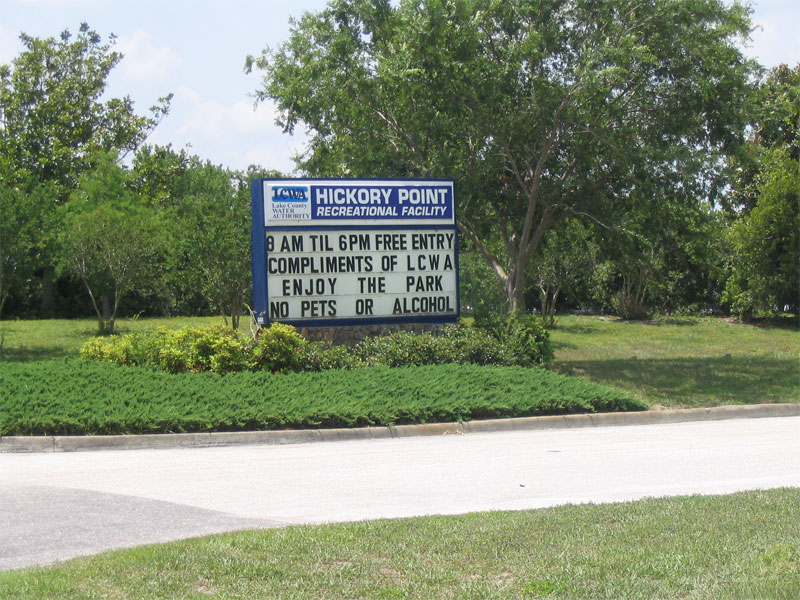 LCWA
Lake County
WATER
AUTHORITY
HICKORY POINT
RECREATIONAL FACILITY
8 AM TIL 6PM FREE ENTRY
COMPLIMENTS OF LCWA
ENJOY THE PARK
NO PETS OR ALCOHOL